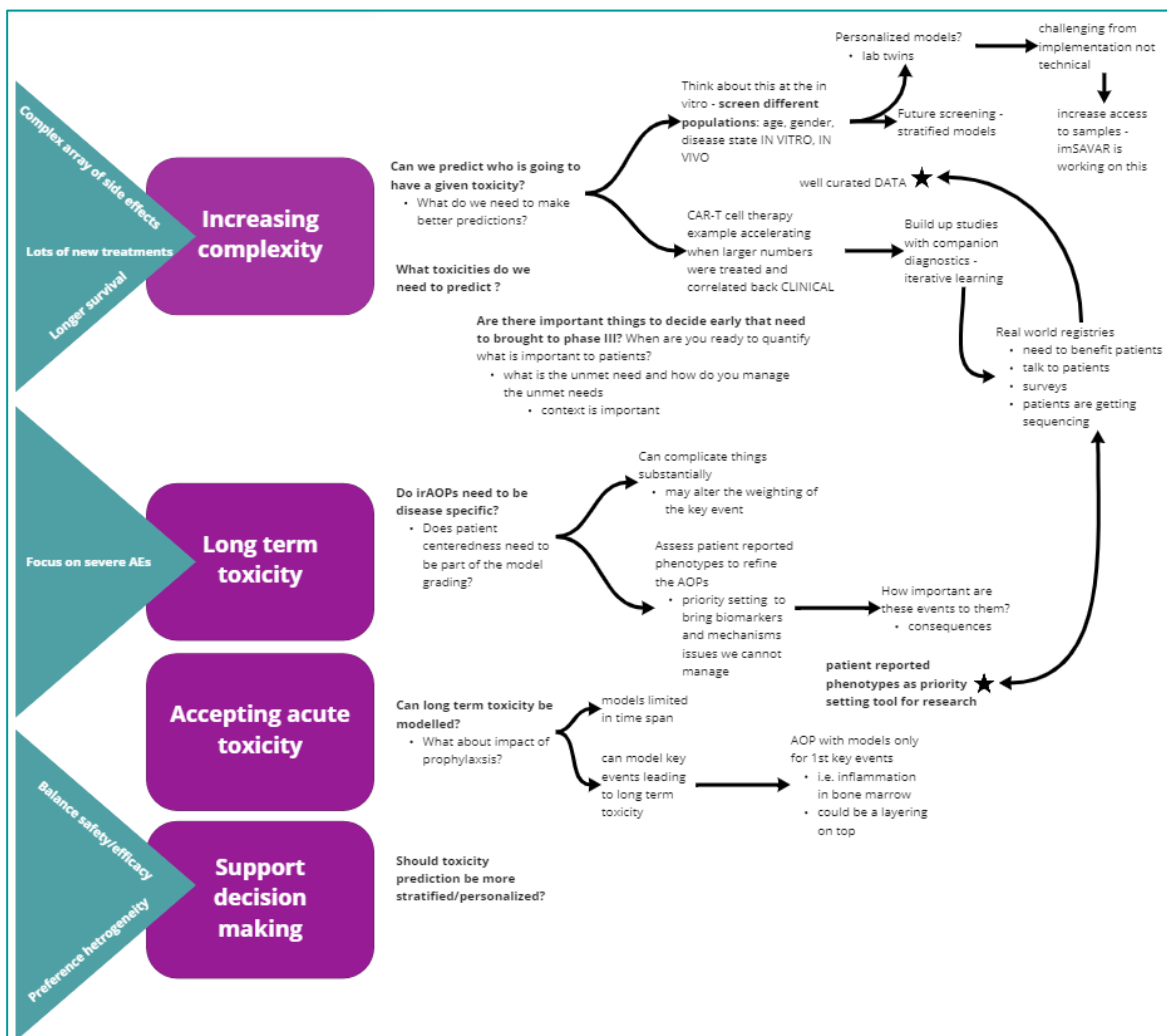 Complex array of side effects
Lots of new treatments
Longer survival
Increasing
complexity
Can we predict who is going to
have a given toxicity?
• What do we need to make
better predictions?
What toxicities do we
need to predict ?
Think about this at the in
vitro - screen different
populations: age, gender,
disease state IN VITRO, IN
VIVO
Personalized models?
• lab twins
challenging from
implementation not
technical
Future screening -
stratified models
increase access
to samples -
imSAVAR is
working on this
well curated DATA
CAR-T cell therapy
example accelerating
when larger numbers
were treated and
correlated back CLINICAL
Build up studies
with companion
diagnostics -
iterative learning
Are there important things to decide early that need
to brought to phase III? When are you ready to quantify
what is important to patients?
• what is the unmet need and how do you manage
the unmet needs
• context is important
Real world registries
• need to benefit patients
• talk to patients
• surveys
• patients are getting
sequencing
Focus on severe AEs
Long term
toxicity
Do irAOPs need to be
disease specific?
• Does patient
centeredness need to
be part of the model
grading?
Can complicate things
substantially
• may alter the weighting of
the key event
Assess patient reported
phenotypes to refine
the AOPs
• priority setting to
bring biomarkers
and mechanisms
issues we cannot
manage
How important are
these events to them?
• consequences
patient reported
phenotypes as priority
setting tool for research
Accepting acute
toxicity
Can long term toxicity be
modelled?
• What about impact of
prophylaxsis?
models limited
in time span
can model key
events leading
to long term
toxicity
AOP with models only
for 1st key events
• i.e. inflammation
in bone marrow
• could be a layering
on top
Balance safety/efficacy
Preference hetrogeneity
Support
decision
making
Should toxicity
prediction be more
stratified/personalized?